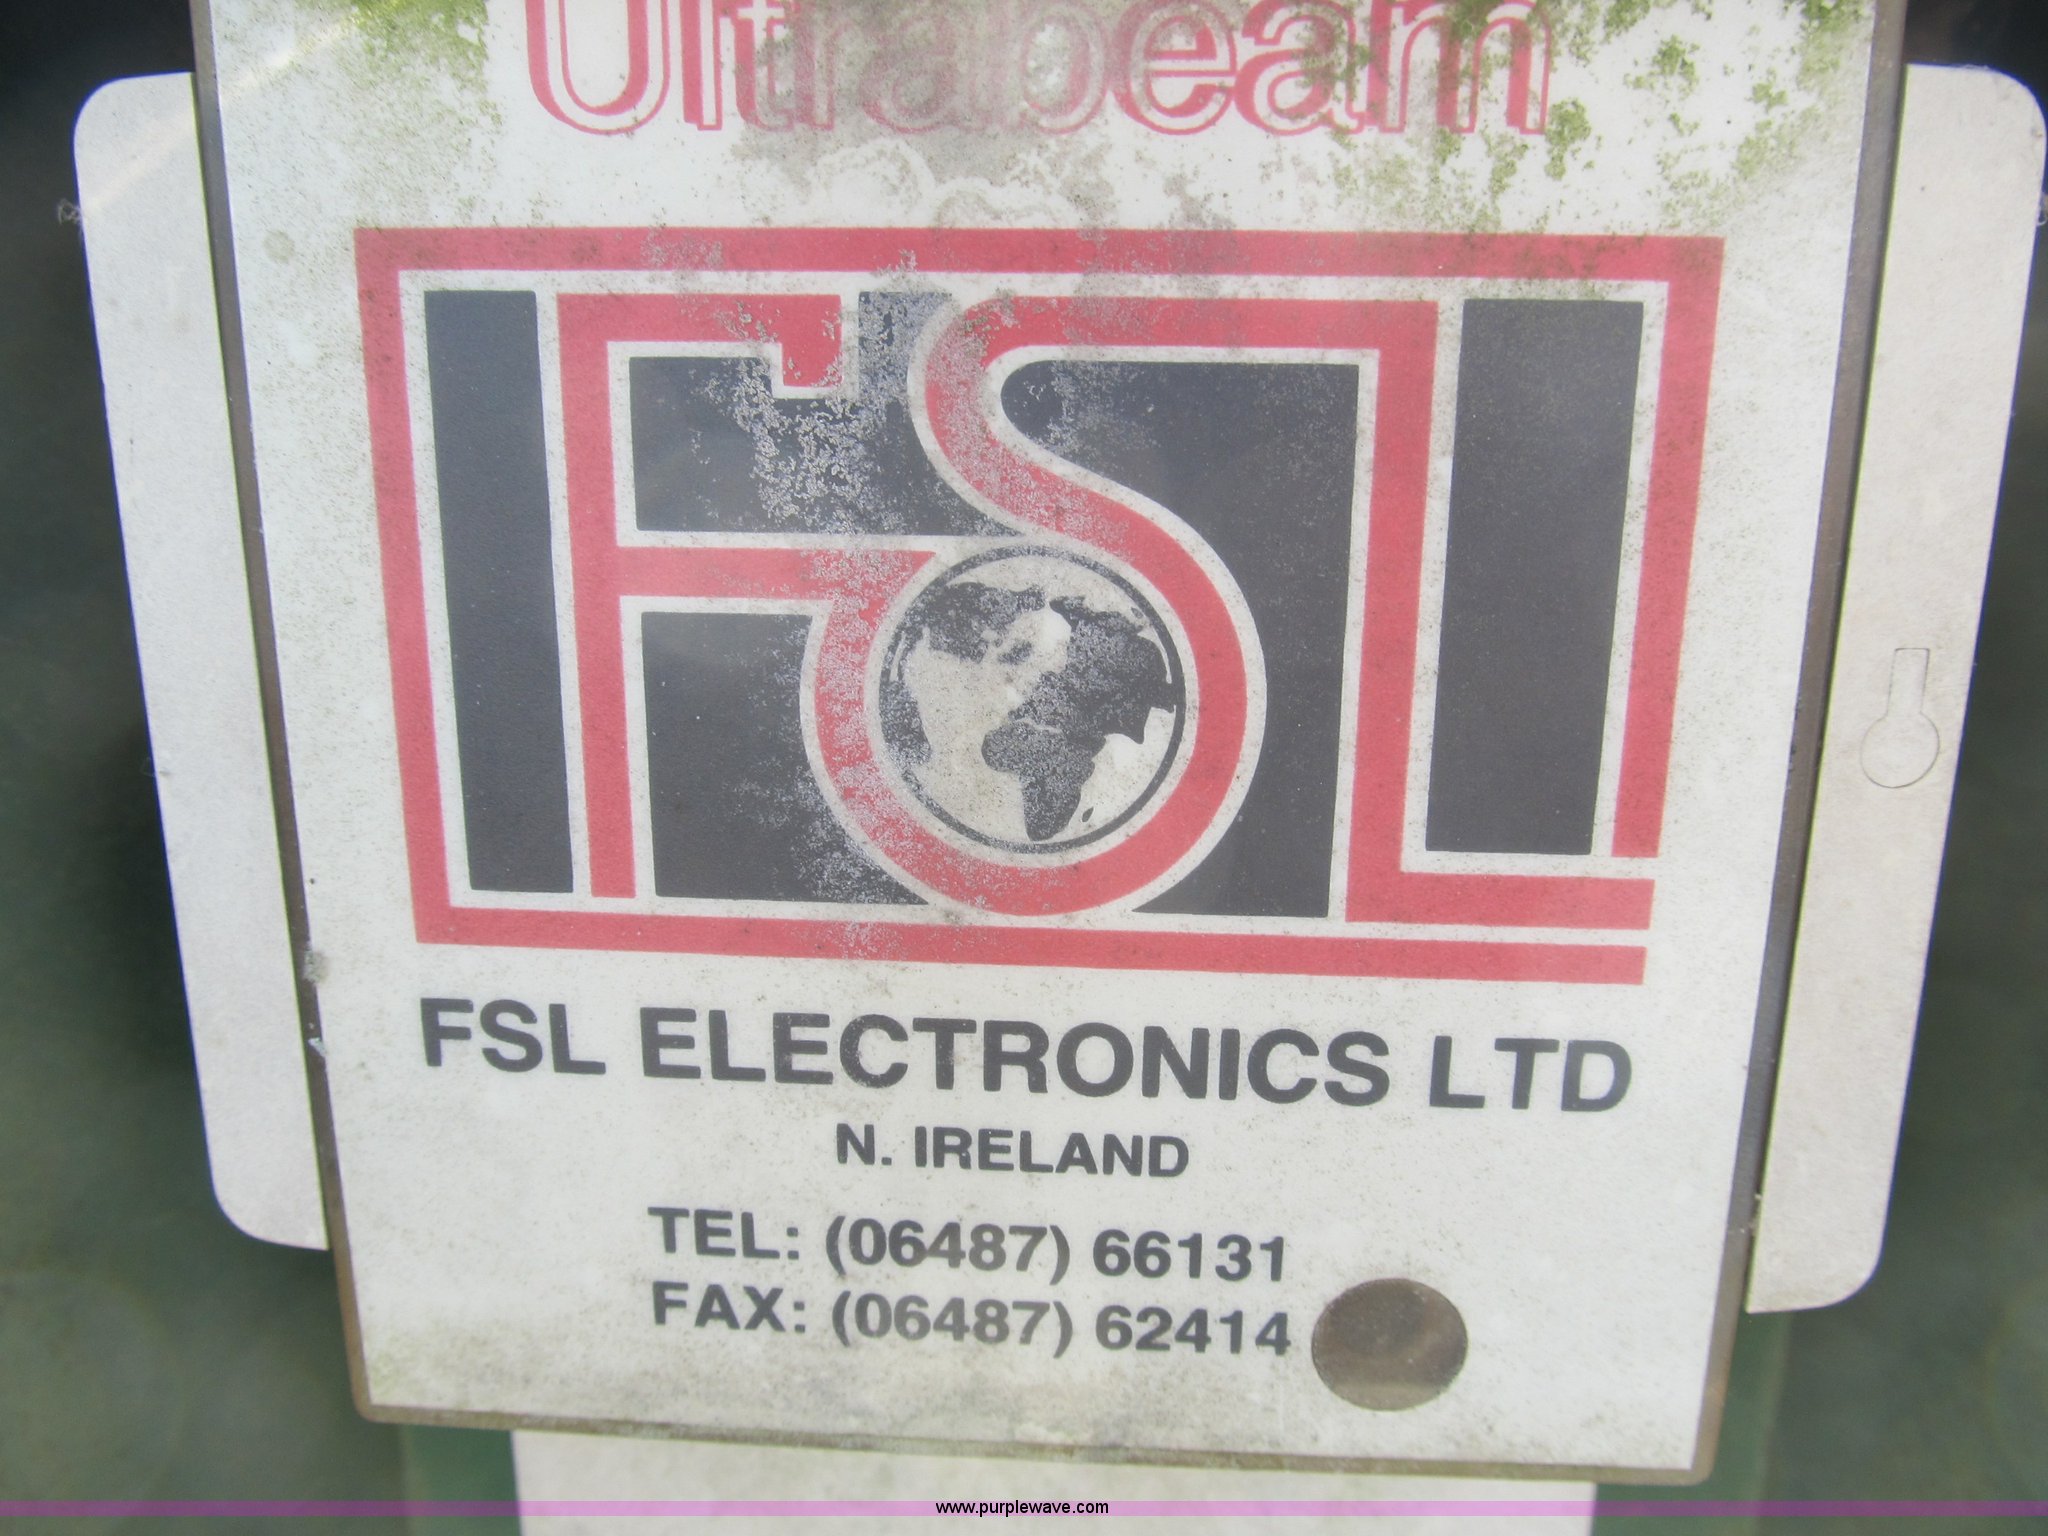 Ultrabeam
FSL
FSL ELECTRONICS LTD
N. IRELAND
TEL: (06487) 66131
FAX: (06487) 62414
www.purplewave.com